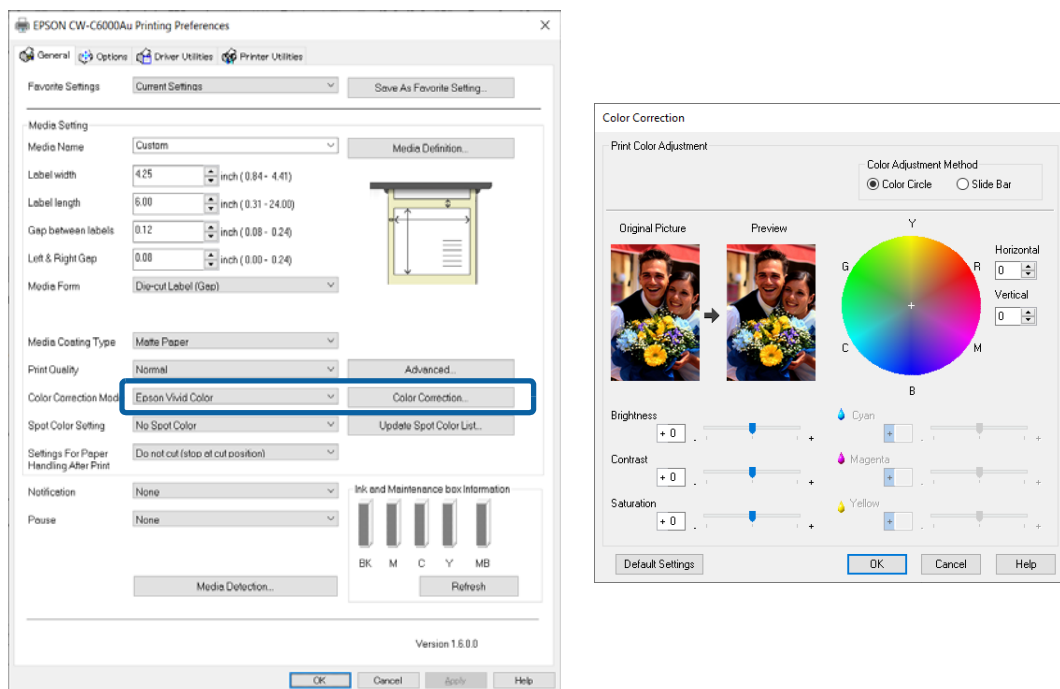 EPSON CW-C6000Au Printing Preferences
General Options Driver Utilities Printer Utilities
Favorite Settings Current Settings Save As Favorite Setting...
Media Setting
Media Name Custom Media Definition...
Label width 4.25 inch ( 0.84 - 4.41)
Label length 6.00 inch ( 0.31 - 24.00)
Gap between labels 0.12 inch ( 0.08 - 0.24)
Left & Right Gap 0.08 inch ( 0.00 - 0.24)
Media Form Die-cut Label (Gap)
Media Coating Type Matte Paper
Print Quality Normal Advanced...
Color Correction Mod Epson Vivid Color Color Correction...
Spot Color Setting No Spot Color Update Spot Color List...
Settings For Paper Handling After Print Do not cut (stop at cut position)
Notification None
Pause None
Ink and Maintenance box Information
BK M C Y MB
Media Detection... Refresh
Version 1.6.0.0
OK Cancel Apply Help
Color Correction
Print Color Adjustment
Color Adjustment Method
Color Circle Slide Bar
Original Picture Preview
Y
G R
C M
B
Horizontal
0
Vertical
0
Brightness
+ 0 - +
Contrast
+ 0 - +
Saturation
+ 0 - +
Cyan
+ - +
Magenta
+ - +
Yellow
+ - +
Default Settings OK Cancel Help